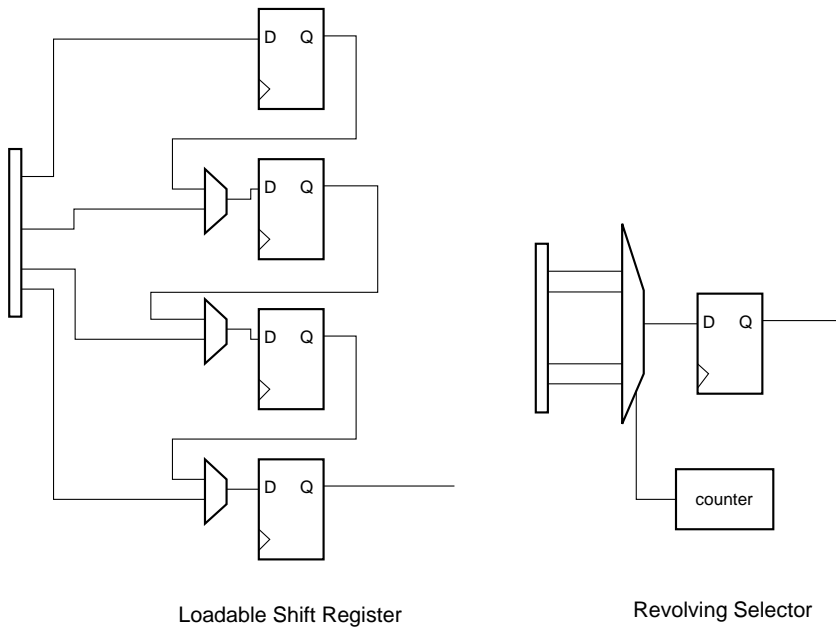 D Q
D Q
D Q
D Q
D Q
counter
Loadable Shift Register
Revolving Selector